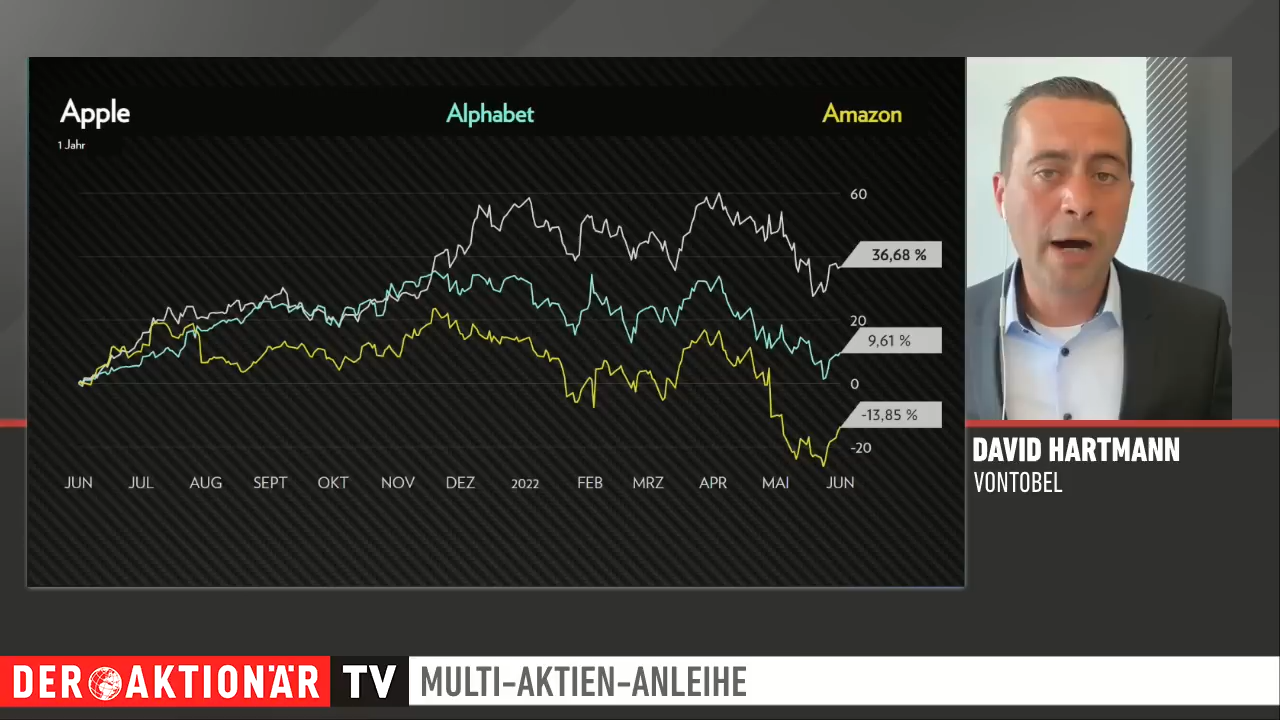 Apple Alphabet Amazon
1 Jahr
60
36,68 %
20
9,61 %
0
-13,85 %
-20
JUN JUL AUG SEPT OKT NOV DEZ 2022 FEB MRZ APR MAI JUN
DAVID HARTMANN
VONTOBEL
DER AKTIONÄR TV MULTI-AKTIEN-ANLEIHE